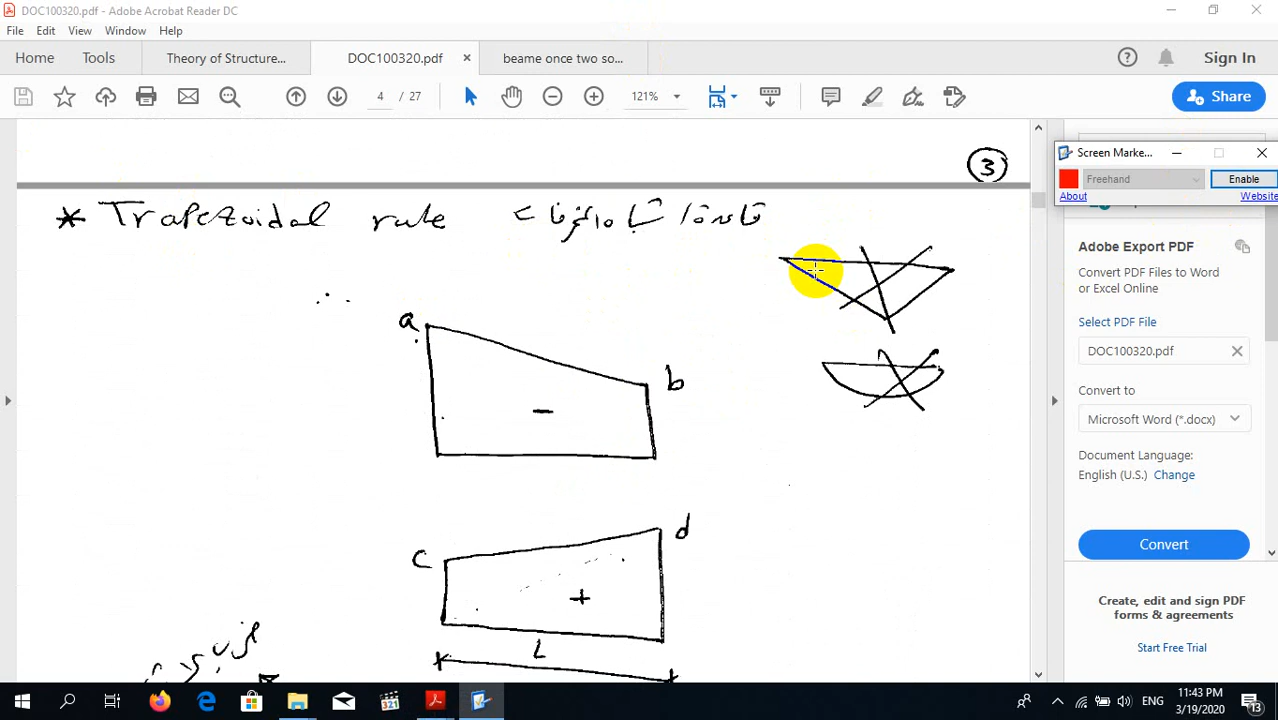 DOC100320.pdf - Adobe Acrobat Reader DC
File Edit View Window Help
Home Tools Theory of Structure... DOC100320.pdf × beame once two so... Sign In
4 / 27 121% Share
3
Screen Marke...
Freehand Enable
About Website
* Trapezoidal rule
a
b
-
c
d
+
L
Adobe Export PDF
Convert PDF Files to Word
or Excel Online
Select PDF File
DOC100320.pdf
Convert to
Microsoft Word (*.docx)
Document Language:
English (U.S.) Change
Convert
Create, edit and sign PDF
forms & agreements
Start Free Trial
321
ENG 11:43 PM
3/19/2020
13